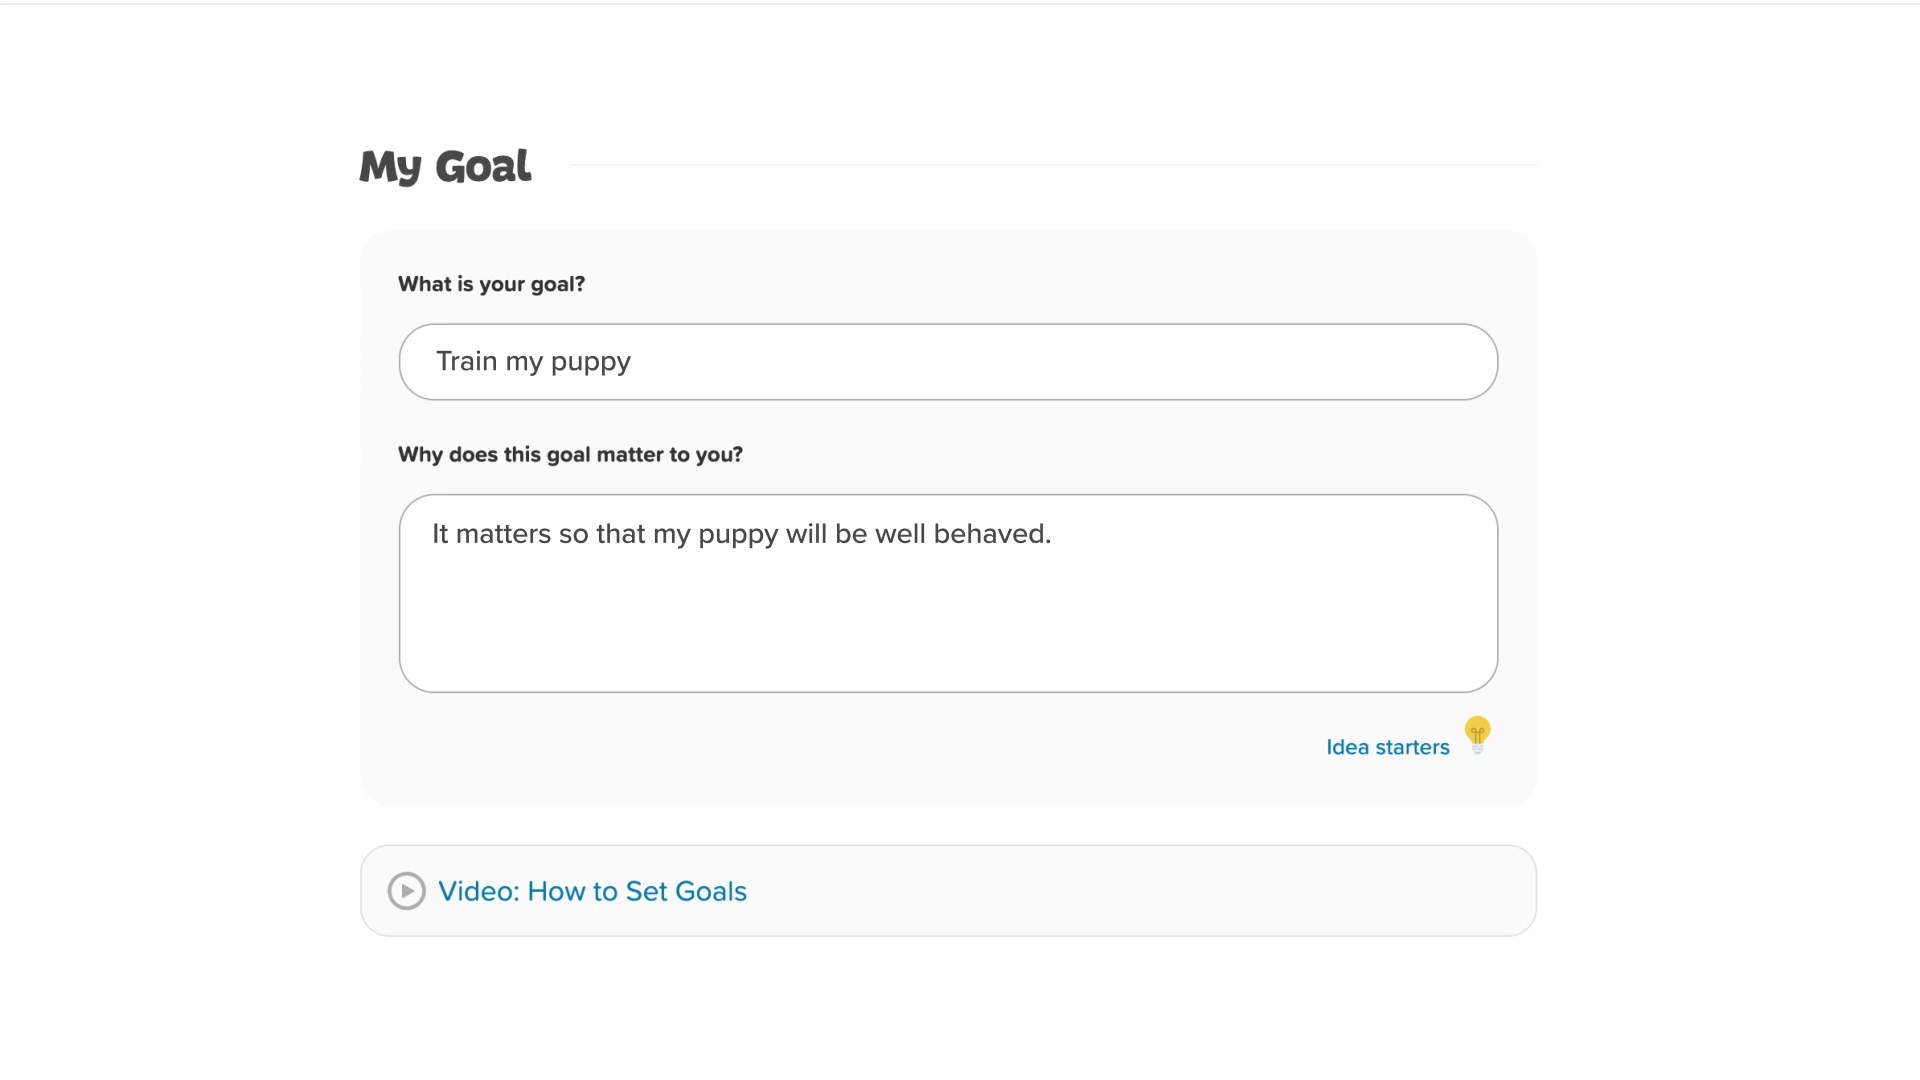 My Goal
What is your goal?
Train my puppy
Why does this goal matter to you?
It matters so that my puppy will be well behaved.
Idea starters
Video: How to Set Goals